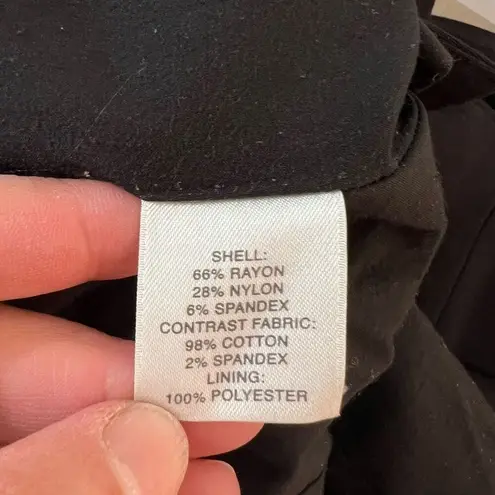 SHELL:
66% RAYON
28% NYLON
6% SPANDEX
CONTRAST FABRIC:
98% COTTON
2% SPANDEX
LINING:
100% POLYESTER